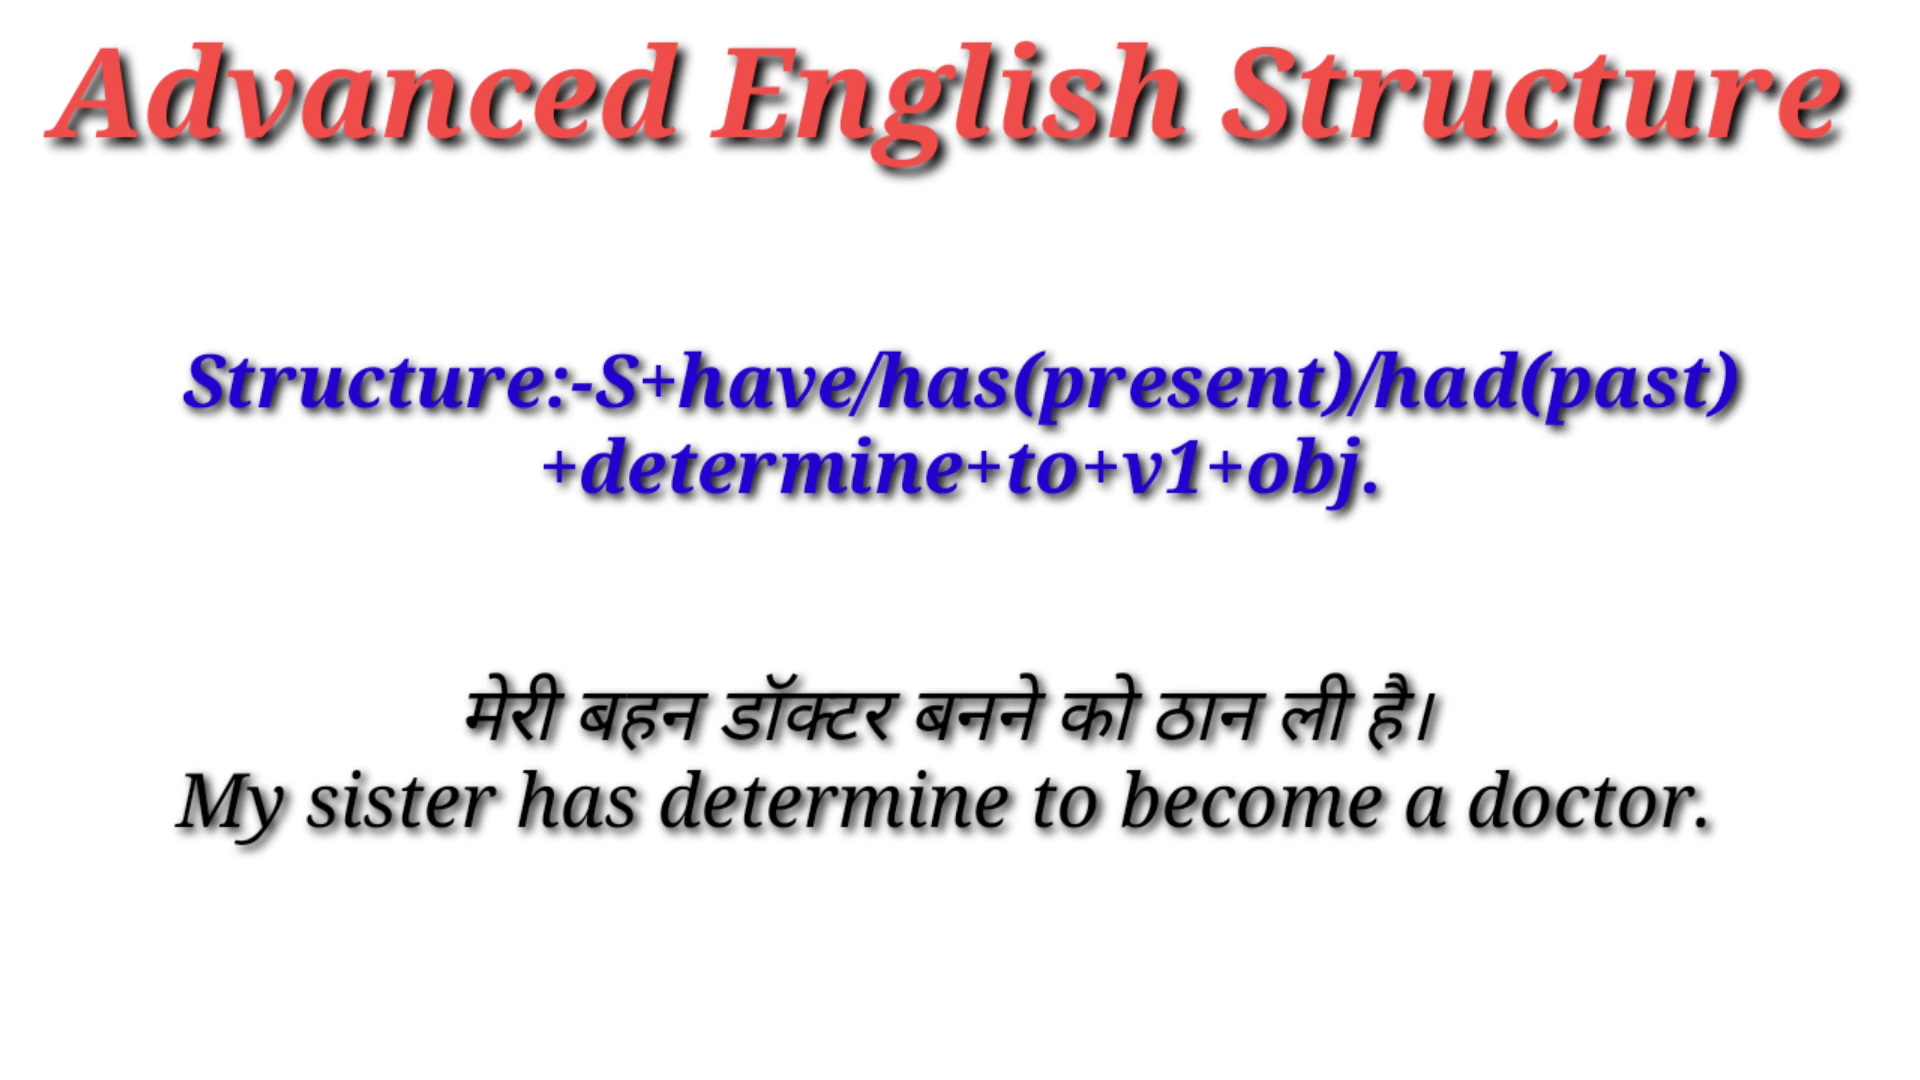 Advanced English Structure
Structure:-S+have/has(present)/had(past)
+determine+to+v1+obj.
मेरी बहन डॉक्टर बनने को ठान ली है।
My sister has determine to become a doctor.